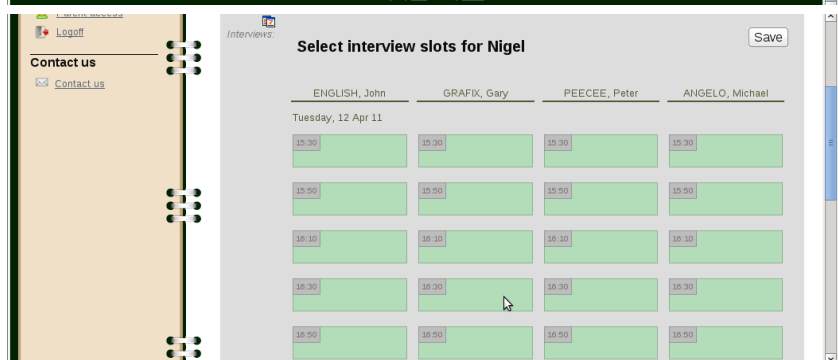 Parent access
Logoff
Contact us
Contact us
Interviews:
Select interview slots for Nigel
Save
ENGLISH, John GRAFIX, Gary PEECEE, Peter ANGELO, Michael
Tuesday, 12 Apr 11
15:30 15:30 15:30 15:30
15:50 15:50 15:50 15:50
16:10 16:10 16:10 16:10
16:30 16:30 16:30 16:30
16:50 16:50 16:50 16:50